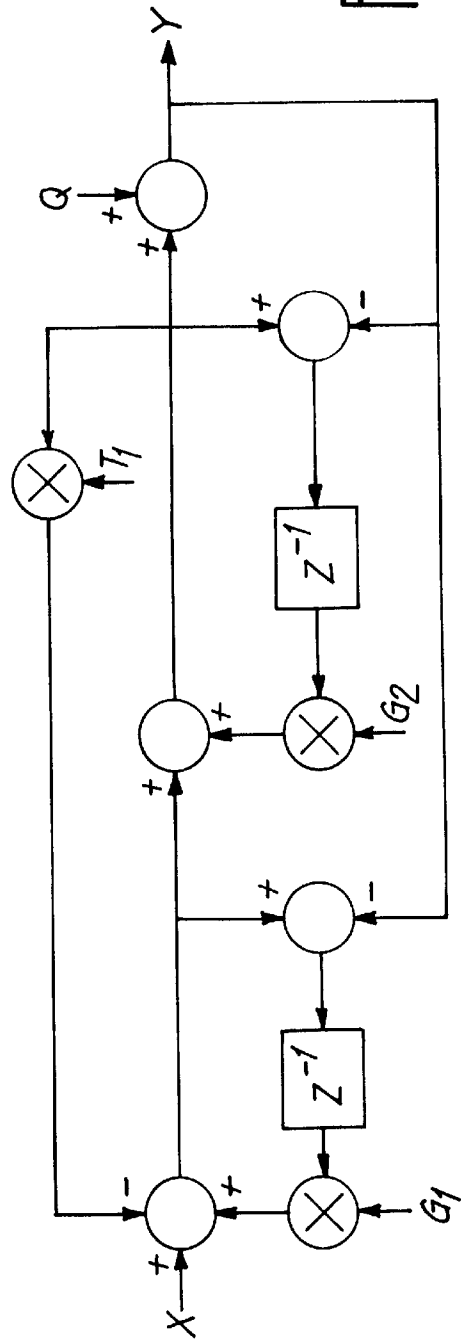 X
+
-
+
G1
Z⁻¹
+
-
+
+
G2
Z⁻¹
+
-
T1
+
Q
+
Y